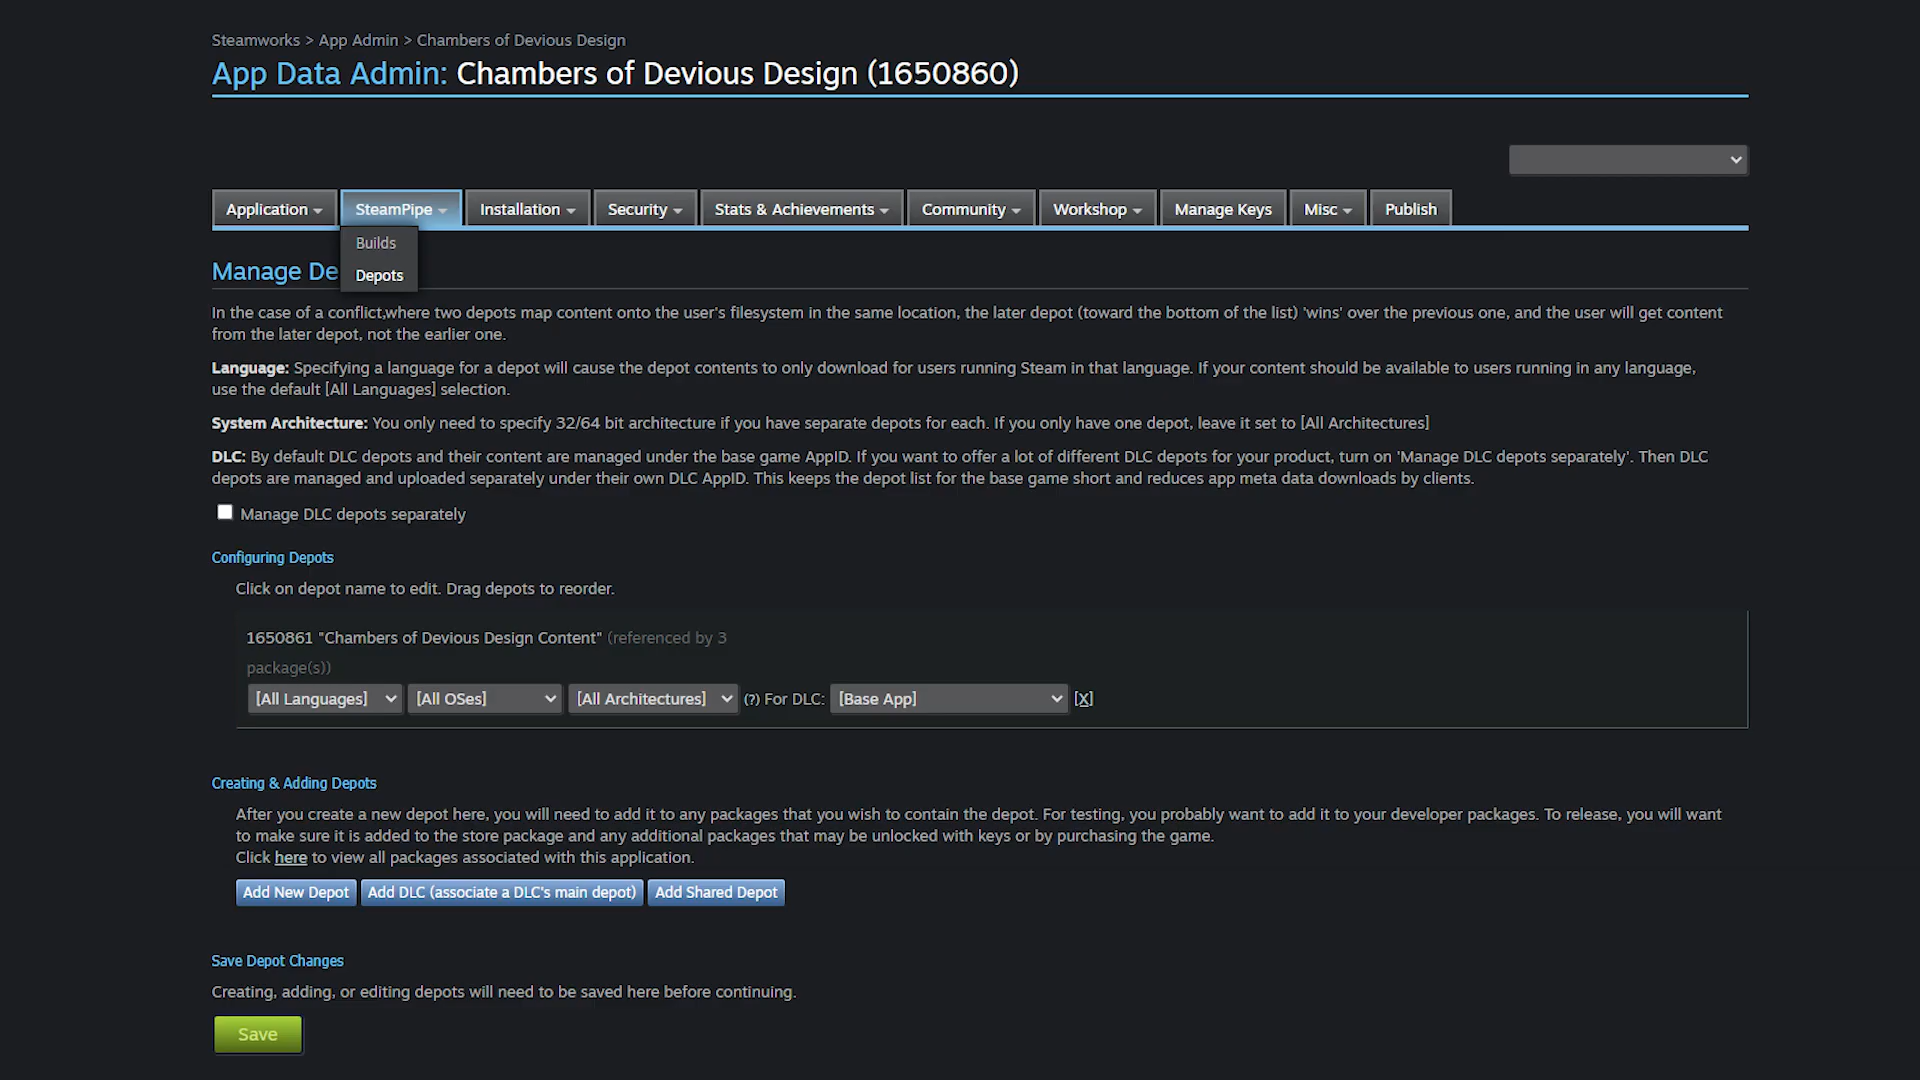 Steamworks > App Admin > Chambers of Devious Design
App Data Admin: Chambers of Devious Design (1650860)
Application SteamPipe Installation Security Stats & Achievements Community Workshop Manage Keys Misc Publish
Builds
Depots
Manage De
In the case of a conflict,where two depots map content onto the user's filesystem in the same location, the later depot (toward the bottom of the list) 'wins' over the previous one, and the user will get content
from the later depot, not the earlier one.
Language: Specifying a language for a depot will cause the depot contents to only download for users running Steam in that language. If your content should be available to users running in any language,
use the default [All Languages] selection.
System Architecture: You only need to specify 32/64 bit architecture if you have separate depots for each. If you only have one depot, leave it set to [All Architectures]
DLC: By default DLC depots and their content are managed under the base game AppID. If you want to offer a lot of different DLC depots for your product, turn on 'Manage DLC depots separately'. Then DLC
depots are managed and uploaded separately under their own DLC AppID. This keeps the depot list for the base game short and reduces app meta data downloads by clients.
Manage DLC depots separately
Configuring Depots
Click on depot name to edit. Drag depots to reorder.
1650861 "Chambers of Devious Design Content" (referenced by 3
package(s))
[All Languages] [All OSes] [All Architectures] (?) For DLC: [Base App] [X]
Creating & Adding Depots
After you create a new depot here, you will need to add it to any packages that you wish to contain the depot. For testing, you probably want to add it to your developer packages. To release, you will want
to make sure it is added to the store package and any additional packages that may be unlocked with keys or by purchasing the game.
Click here to view all packages associated with this application.
Add New Depot Add DLC (associate a DLC's main depot) Add Shared Depot
Save Depot Changes
Creating, adding, or editing depots will need to be saved here before continuing.
Save